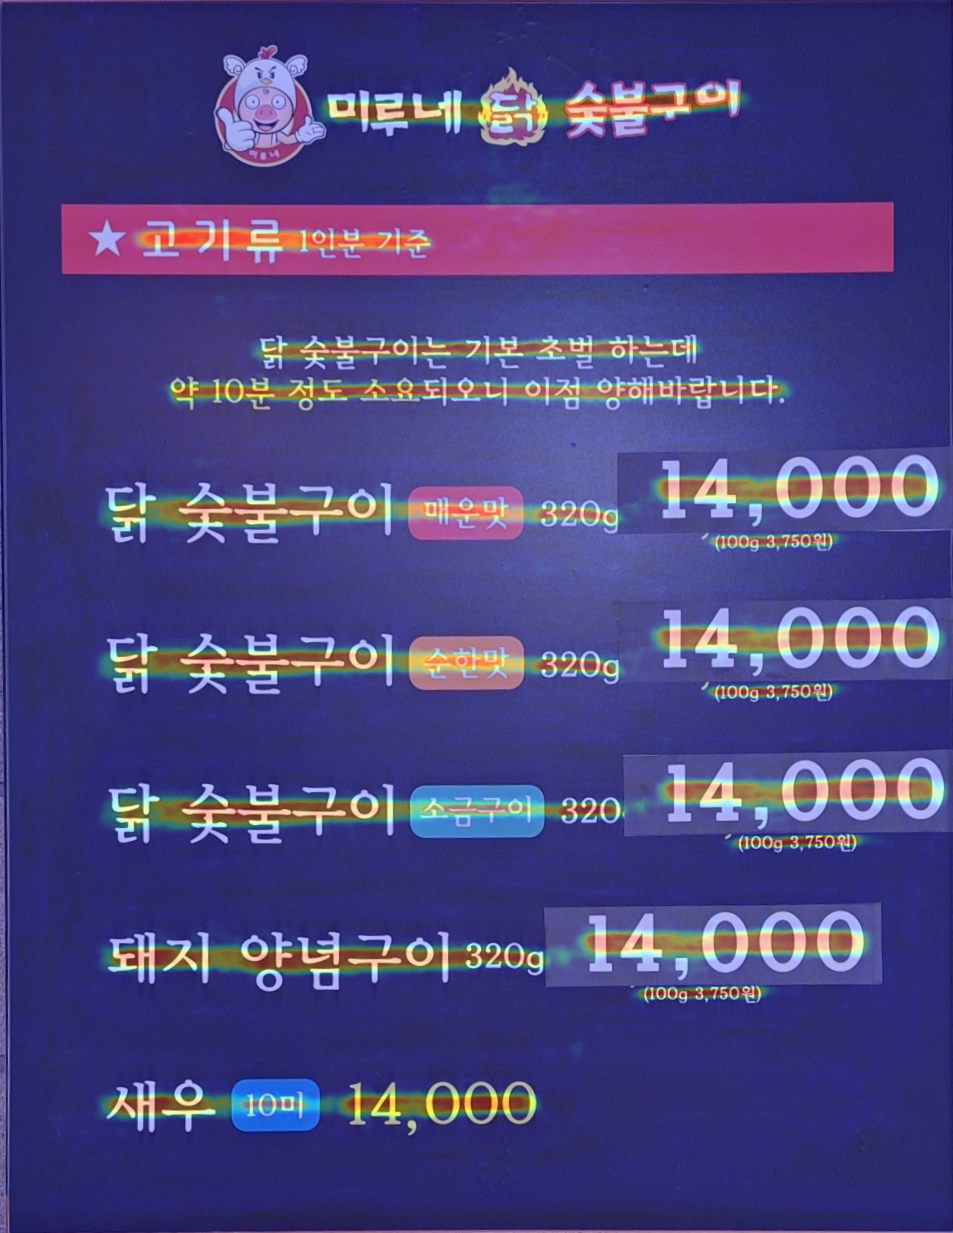 미루네
미루네 닭 숯불구이
★ 고기류 1인분 기준
닭 숯불구이는 기본 초벌 하는데
약 10분 정도 소요되오니 이점 양해바랍니다.
닭 숯불구이 매운맛 320g 14,000
(100g 3,750원)
닭 숯불구이 순한맛 320g 14,000
(100g 3,750원)
닭 숯불구이 소금구이 320 14,000
(100g 3,750원)
돼지 양념구이 320g 14,000
(100g 3,750원)
새우 10미 14,000